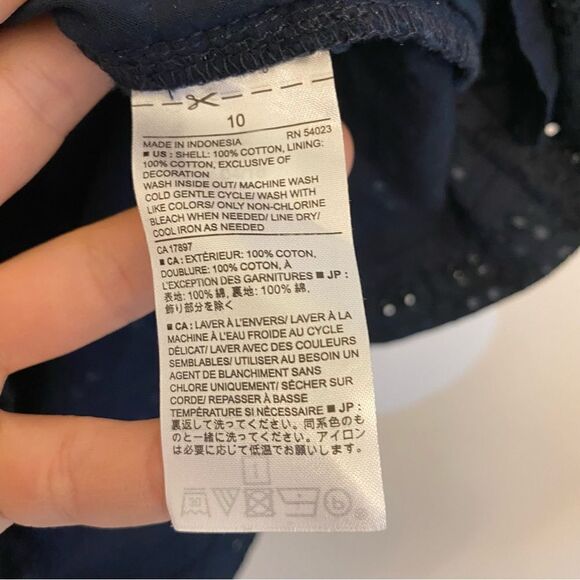 10
MADE IN INDONESIA RN 54023
■ US : SHELL: 100% COTTON, LINING:
100% COTTON, EXCLUSIVE OF
DECORATION
WASH INSIDE OUT/ MACHINE WASH
COLD GENTLE CYCLE/ WASH WITH
LIKE COLORS/ ONLY NON-CHLORINE
BLEACH WHEN NEEDED/ LINE DRY/
COOL IRON AS NEEDED
CA 17897
■ CA : EXTÉRIEUR: 100% COTON,
DOUBLURE: 100% COTON, À
L'EXCEPTION DES GARNITURES ■ JP :
表地: 100% 綿, 裏地: 100% 綿,
飾り部分を除く
■ CA : LAVER À L'ENVERS/ LAVER À LA
MACHINE À L'EAU FROIDE AU CYCLE
DÉLICAT/ LAVER AVEC DES COULEURS
SEMBLABLES/ UTILISER AU BESOIN UN
AGENT DE BLANCHIMENT SANS
CHLORE UNIQUEMENT/ SÉCHER SUR
CORDE/ REPASSER À BASSE
TEMPÉRATURE SI NÉCESSAIRE ■ JP :
裏返して洗ってください。同系色のも
のと一緒に洗ってください。アイロン
は必要に応じて低温でお願いします。